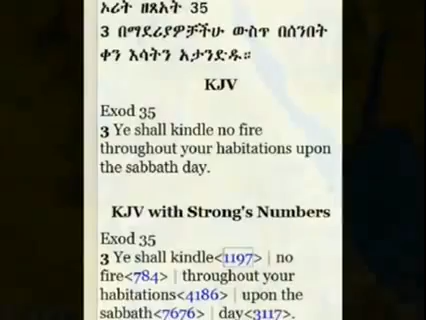 ኦሪት ዘጸአት 35
3 በማደሪያዎቻችሁ ውስጥ በሰንበት
ቀን እሳትን አታንድዱ።
KJV
Exod 35
3 Ye shall kindle no fire
throughout your habitations upon
the sabbath day.
KJV with Strong's Numbers
Exod 35
3 Ye shall kindle<1197> | no
fire<784> | throughout your
habitations<4186> | upon the
sabbath<7676> | day<3117>.